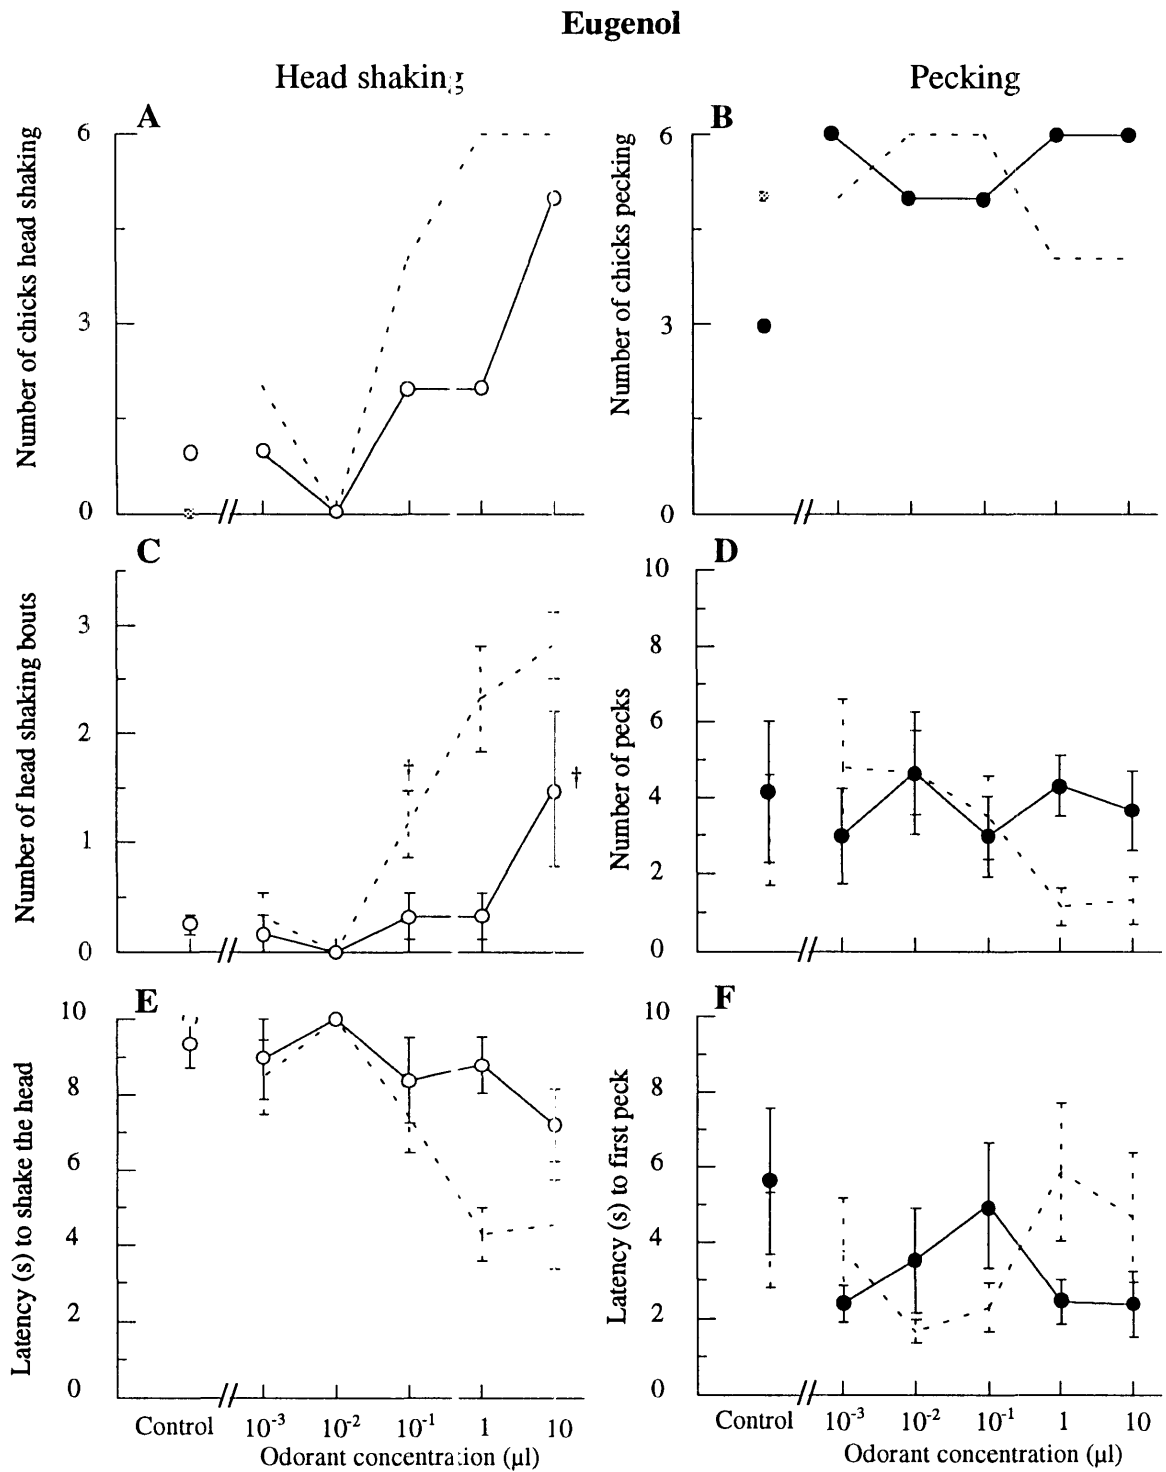 Eugenol
Head shaking
Pecking
A
Number of chicks head shaking
6
3
0
B
Number of chicks pecking
6
3
0
C
Number of head shaking bouts
3
2
1
0
†
†
D
Number of pecks
10
8
6
4
2
0
E
Latency (s) to shake the head
10
8
6
4
2
0
Control
10⁻³
10⁻²
10⁻¹
1
10
Odorant concentration (µl)
F
Latency (s) to first peck
10
8
6
4
2
0
Control
10⁻³
10⁻²
10⁻¹
1
10
Odorant concentration (µl)